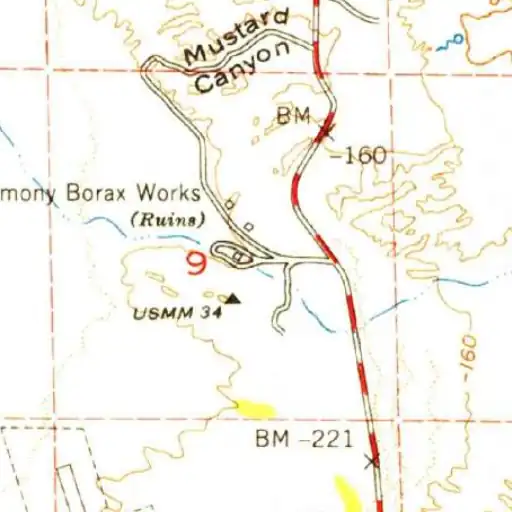 Mustard
Canyon
BM
-160
mony Borax Works
(Ruins)
9
USMM 34
-160
BM -221